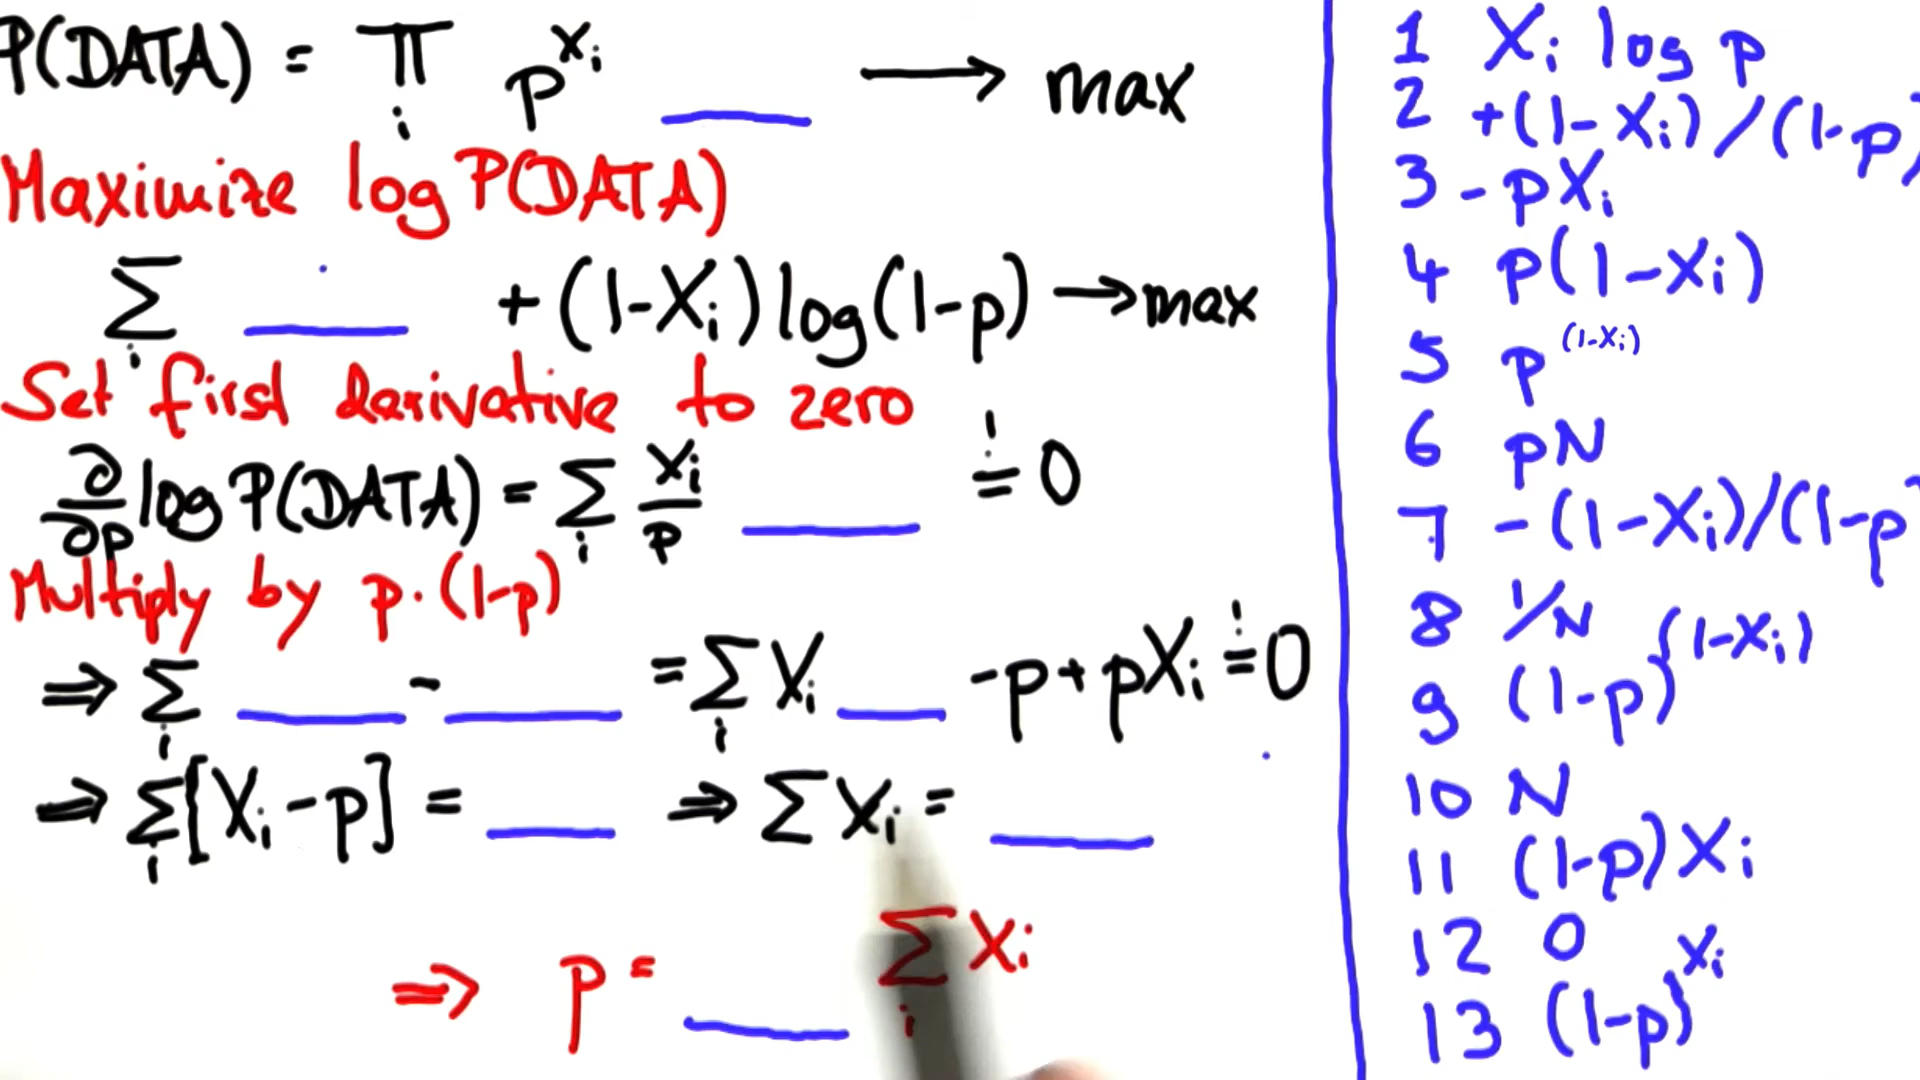 P(DATA) = ∏ᵢ p^Xᵢ ____ ⟶ max
Maximize log P(DATA)
∑ᵢ ____ + (1-Xᵢ) log(1-p) → max
Set first derivative to zero
∂/∂p log P(DATA) = ∑ᵢ Xᵢ/p ____ =! 0
Multiply by p·(1-p)
⇒ ∑ᵢ ____ - ____ = ∑ᵢ Xᵢ ____ -p + pXᵢ =! 0
⇒ ∑ᵢ[Xᵢ - p] = ____ ⇒ ∑ Xᵢ = ____
⇒ p = ____ ∑ᵢ Xᵢ
1 Xᵢ log p
2 +(1-Xᵢ)/(1-p)
3 -pXᵢ
4 p(1-Xᵢ)
5 p^(1-Xᵢ)
6 pN
7 -(1-Xᵢ)/(1-p
8 1/N
9 (1-p)^(1-Xᵢ)
10 N
11 (1-p)Xᵢ
12 0
13 (1-p)^Xᵢ